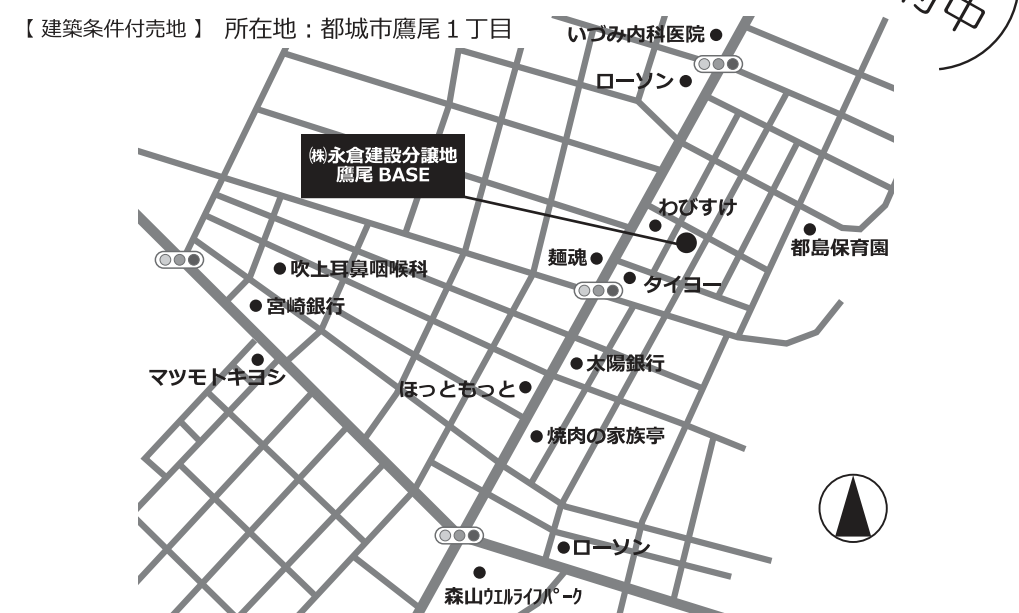 【 建築条件付売地 】 所在地：都城市鷹尾１丁目
中
いづみ内科医院
ローソン
㈱永倉建設分譲地
鷹尾 BASE
わびすけ
都島保育園
麺魂
タイヨー
吹上耳鼻咽喉科
宮崎銀行
マツモトキヨシ
太陽銀行
ほっともっと
焼肉の家族亭
ローソン
森山ウエルライフパーク